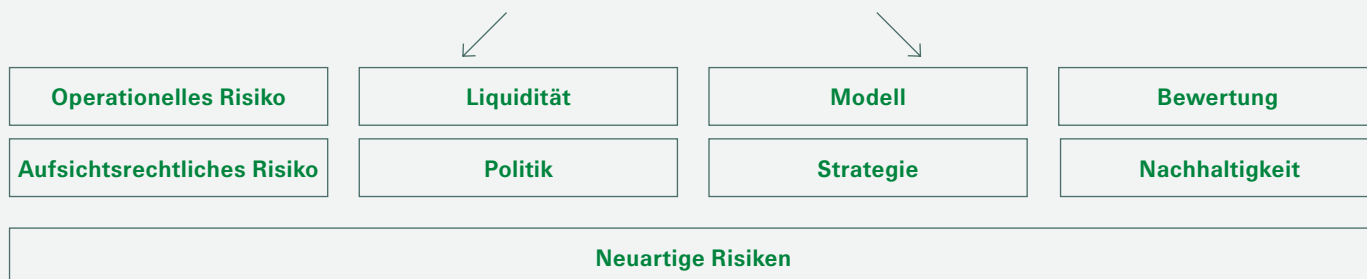 Operationelles Risiko
Liquidität
Modell
Bewertung
Aufsichtsrechtliches Risiko
Politik
Strategie
Nachhaltigkeit
Neuartige Risiken